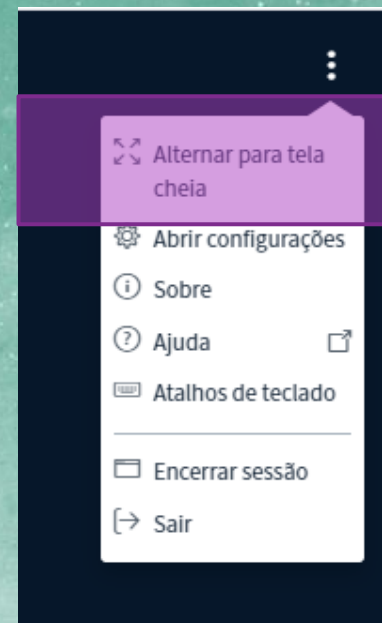 Alternar para tela
cheia
Abrir configurações
Sobre
Ajuda
Atalhos de teclado
Encerrar sessão
Sair